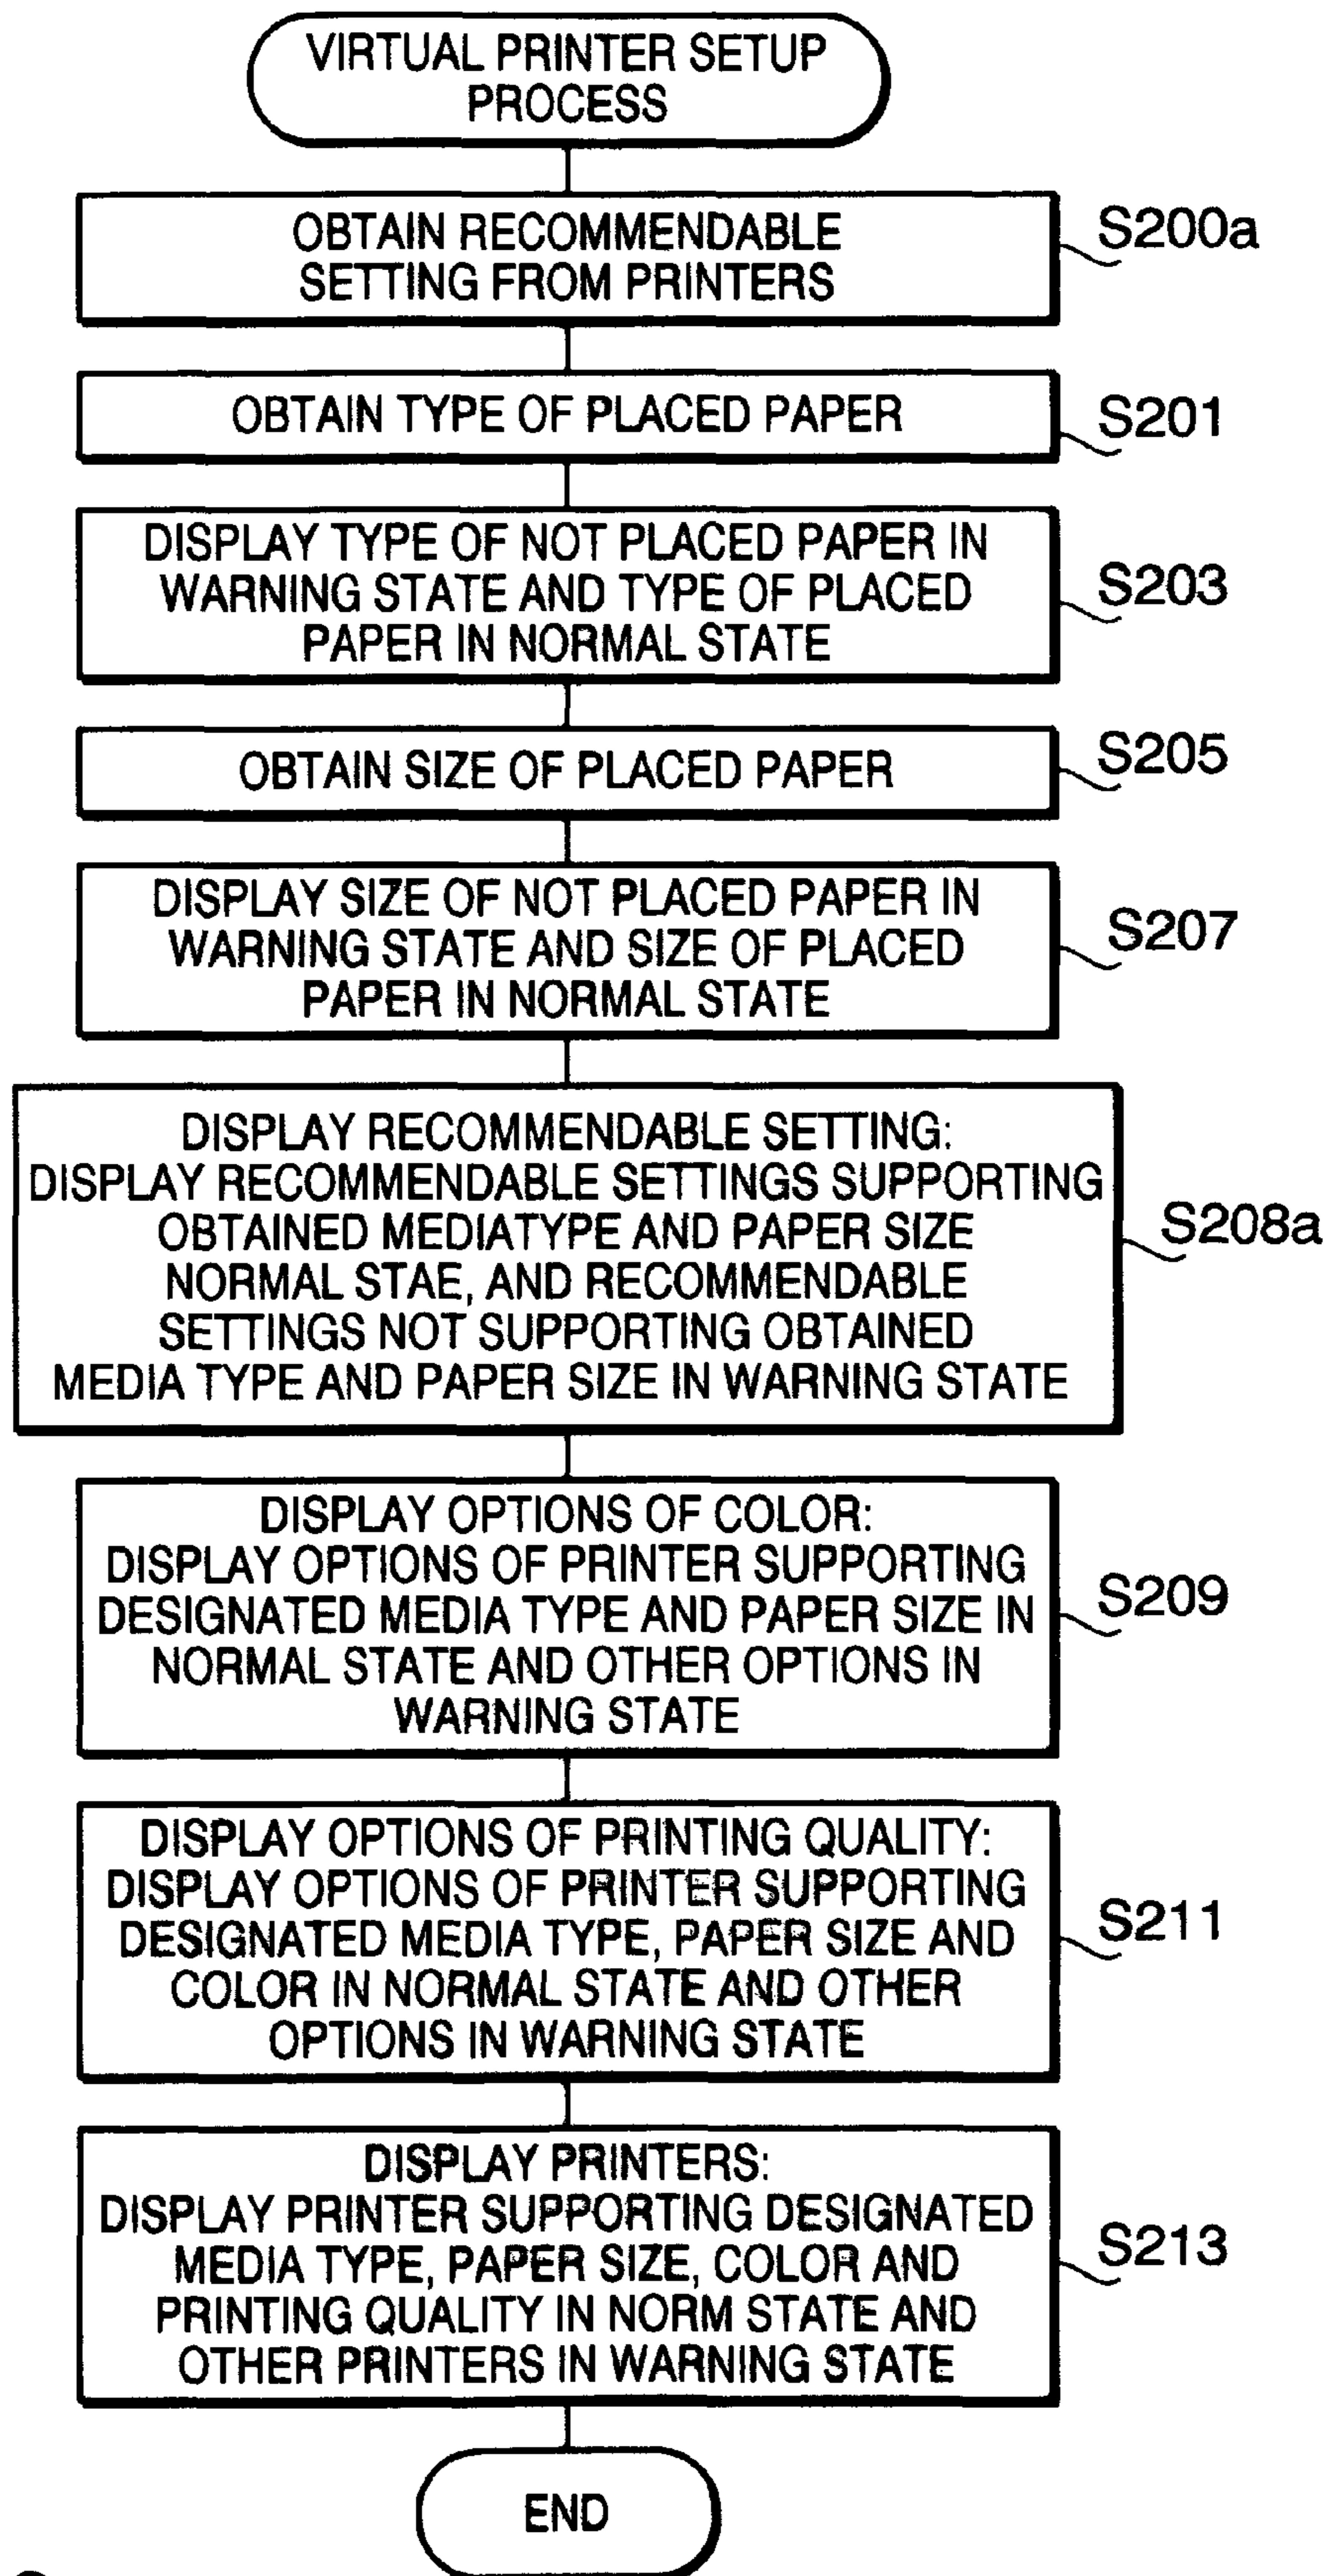 VIRTUAL PRINTER SETUP
PROCESS
OBTAIN RECOMMENDABLE
SETTING FROM PRINTERS
S200a
OBTAIN TYPE OF PLACED PAPER
S201
DISPLAY TYPE OF NOT PLACED PAPER IN
WARNING STATE AND TYPE OF PLACED
PAPER IN NORMAL STATE
S203
OBTAIN SIZE OF PLACED PAPER
S205
DISPLAY SIZE OF NOT PLACED PAPER IN
WARNING STATE AND SIZE OF PLACED
PAPER IN NORMAL STATE
S207
DISPLAY RECOMMENDABLE SETTING:
DISPLAY RECOMMENDABLE SETTINGS SUPPORTING
OBTAINED MEDIATYPE AND PAPER SIZE
NORMAL STAE, AND RECOMMENDABLE
SETTINGS NOT SUPPORTING OBTAINED
MEDIA TYPE AND PAPER SIZE IN WARNING STATE
S208a
DISPLAY OPTIONS OF COLOR:
DISPLAY OPTIONS OF PRINTER SUPPORTING
DESIGNATED MEDIA TYPE AND PAPER SIZE IN
NORMAL STATE AND OTHER OPTIONS IN
WARNING STATE
S209
DISPLAY OPTIONS OF PRINTING QUALITY:
DISPLAY OPTIONS OF PRINTER SUPPORTING
DESIGNATED MEDIA TYPE, PAPER SIZE AND
COLOR IN NORMAL STATE AND OTHER
OPTIONS IN WARNING STATE
S211
DISPLAY PRINTERS:
DISPLAY PRINTER SUPPORTING DESIGNATED
MEDIA TYPE, PAPER SIZE, COLOR AND
PRINTING QUALITY IN NORM STATE AND
OTHER PRINTERS IN WARNING STATE
S213
END